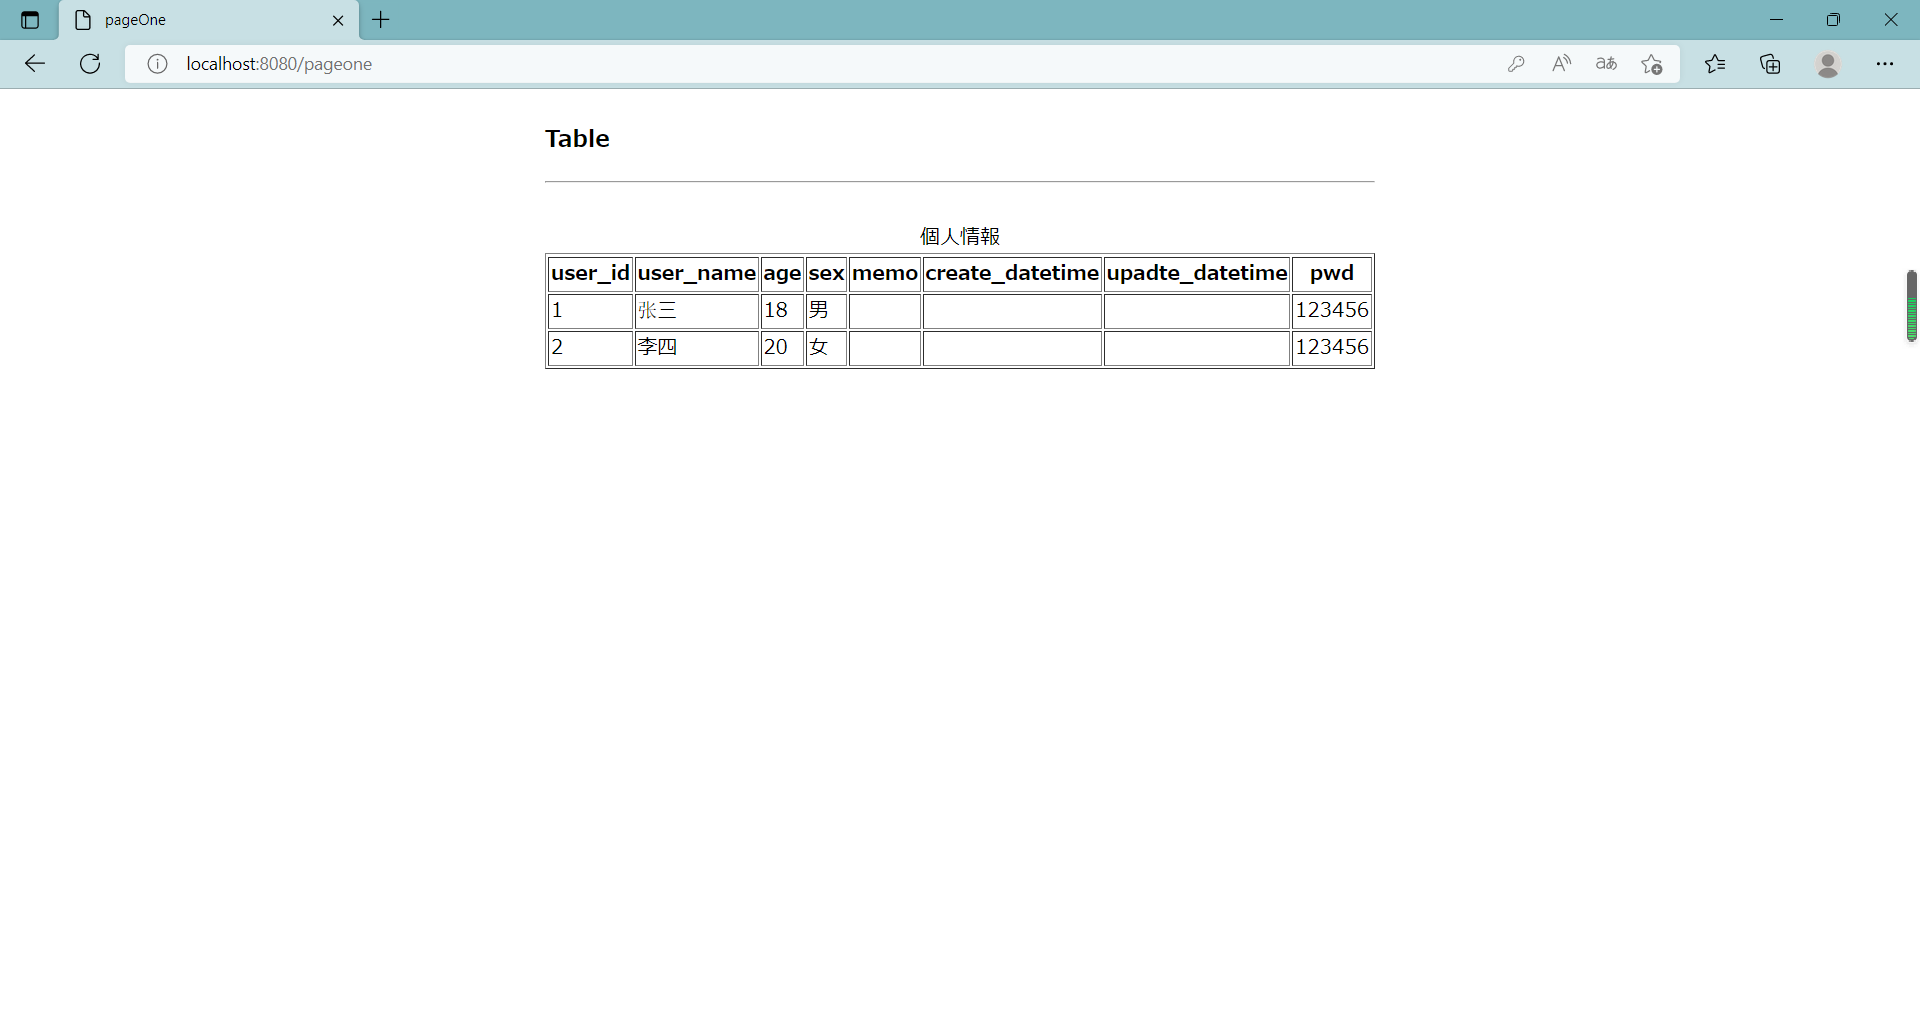 pageOne
localhost:8080/pageone
Table
個人情報
user_id user_name age sex memo create_datetime upadte_datetime pwd
1 张三 18 男 123456
2 李四 20 女 123456